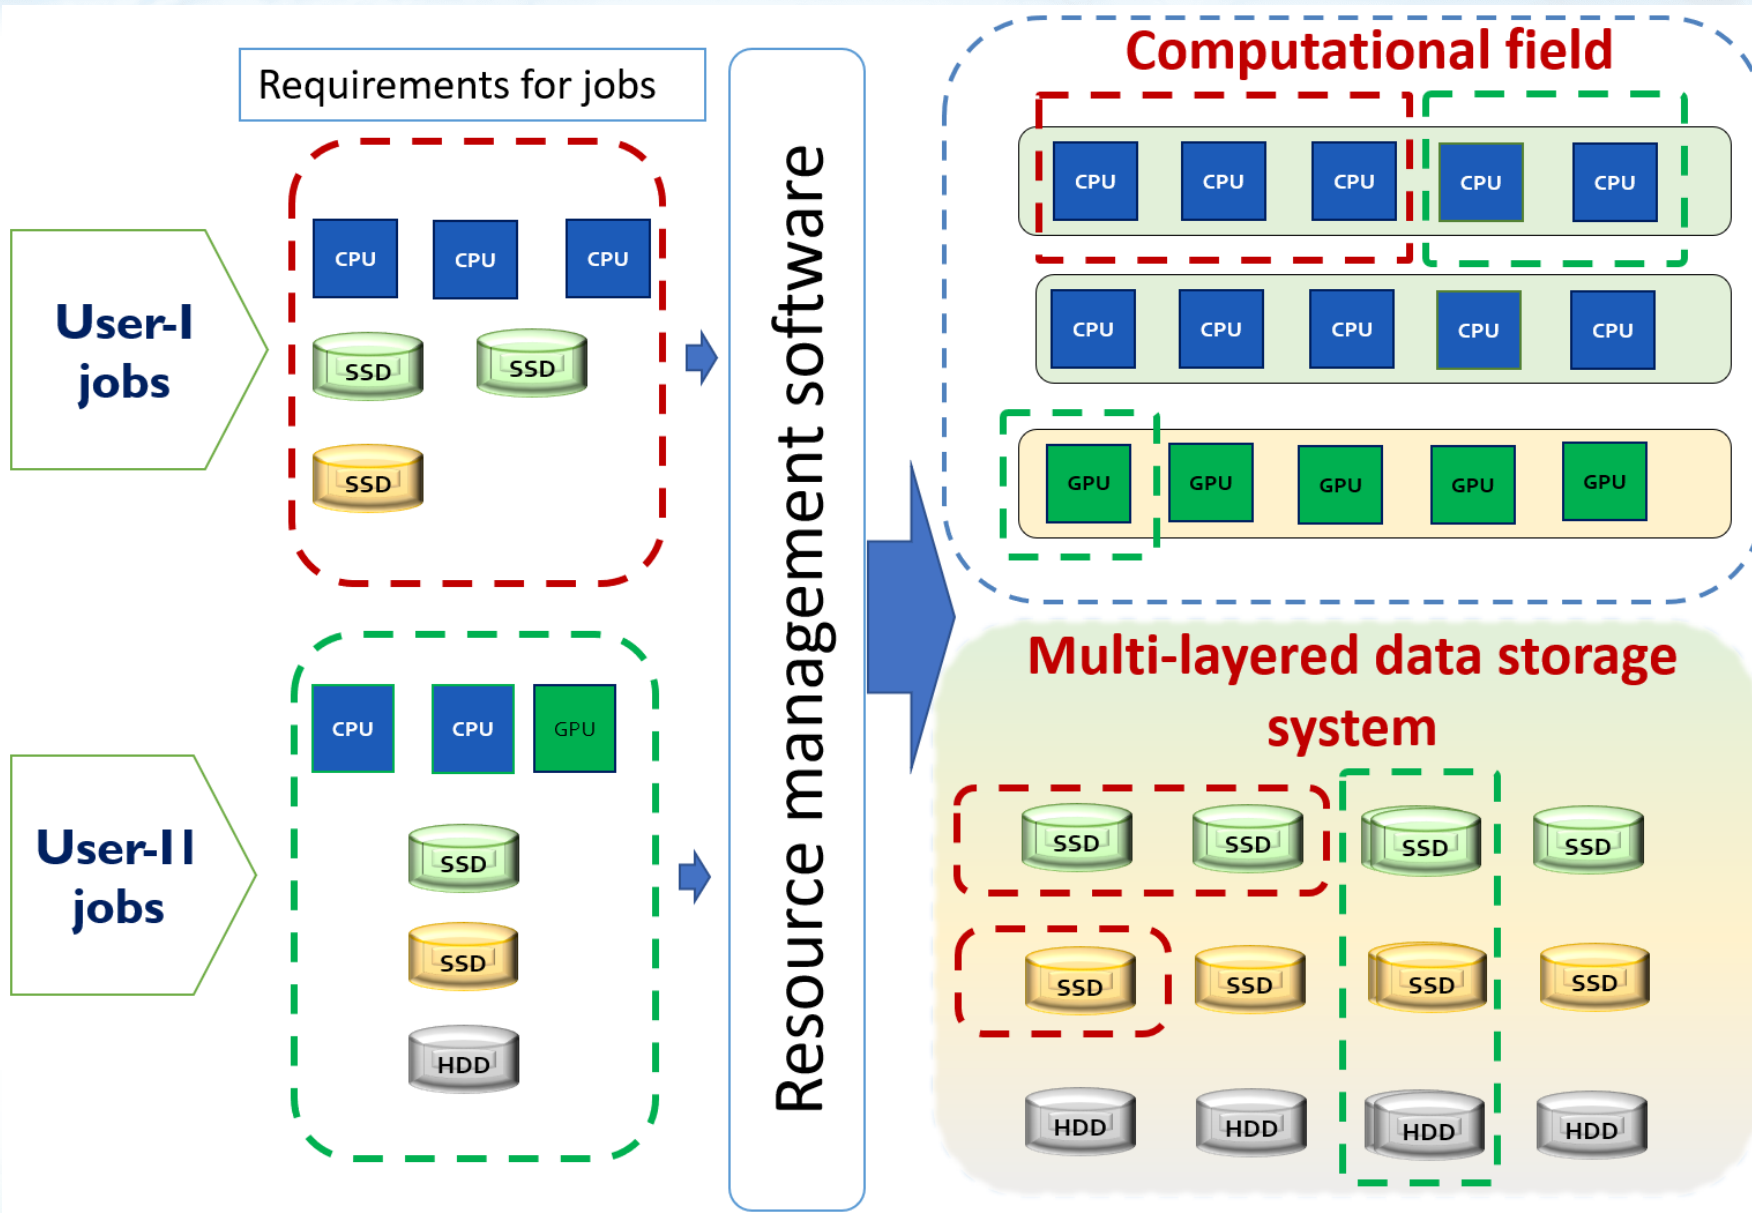 Requirements for jobs
User-I
jobs
CPU CPU CPU
SSD SSD
SSD
User-II
jobs
CPU CPU GPU
SSD
SSD
HDD
Resource management software
Computational field
CPU CPU CPU CPU CPU
CPU CPU CPU CPU CPU
GPU GPU GPU GPU GPU
Multi-layered data storage
system
SSD SSD SSD SSD
SSD SSD SSD SSD
HDD HDD HDD HDD